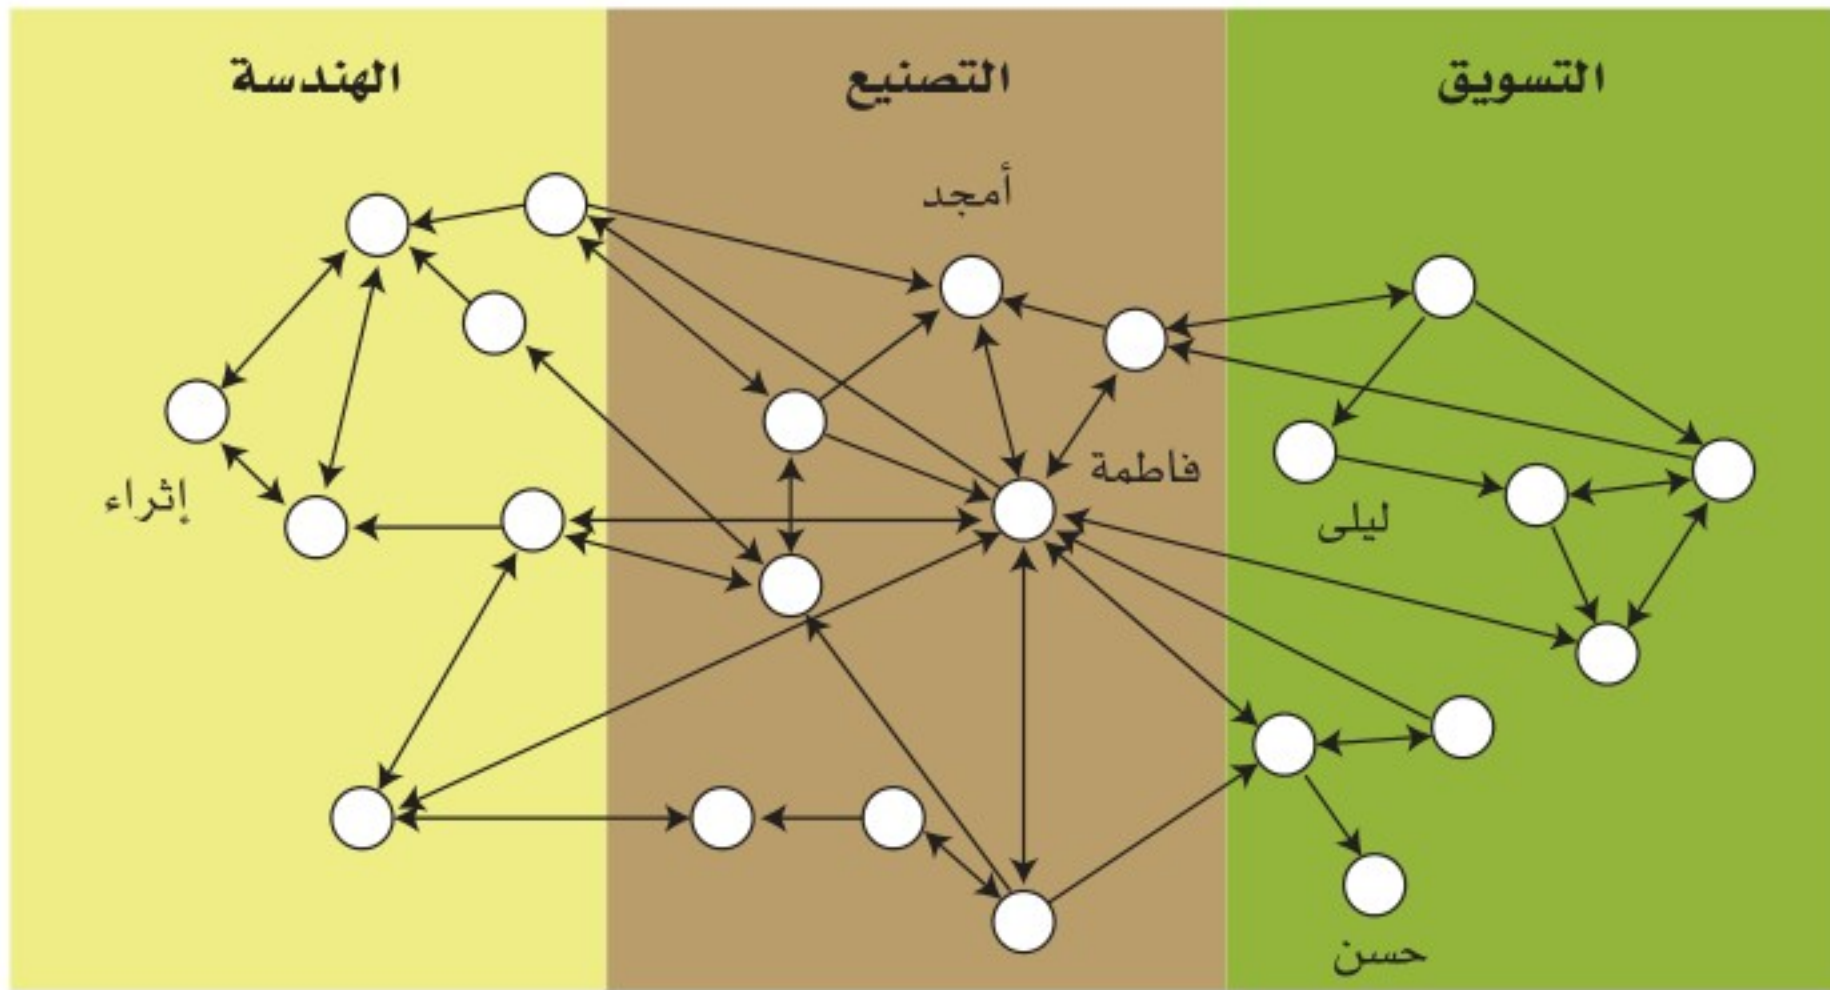 التسويق
التصنيع
الهندسة
أمجد
فاطمة
ليلى
إثراء
حسن